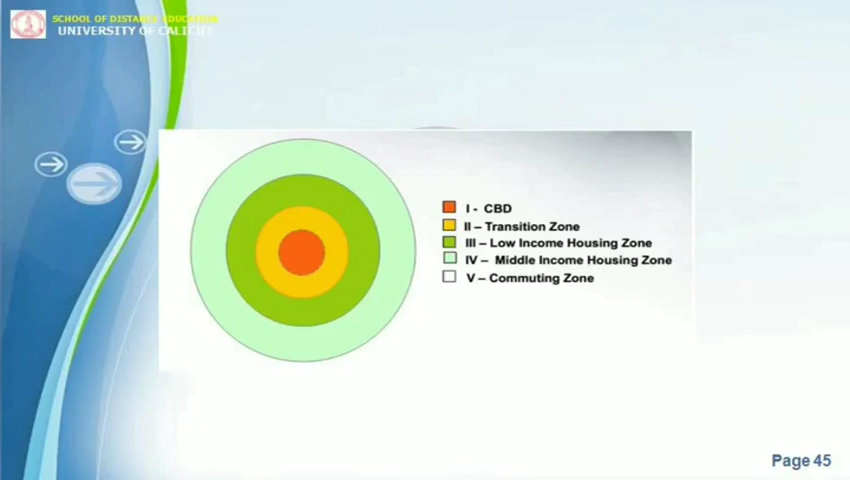 SCHOOL OF DISTANCE EDUCATION
UNIVERSITY OF CALICUT
I - CBD
II – Transition Zone
III – Low Income Housing Zone
IV – Middle Income Housing Zone
V – Commuting Zone
Page 45